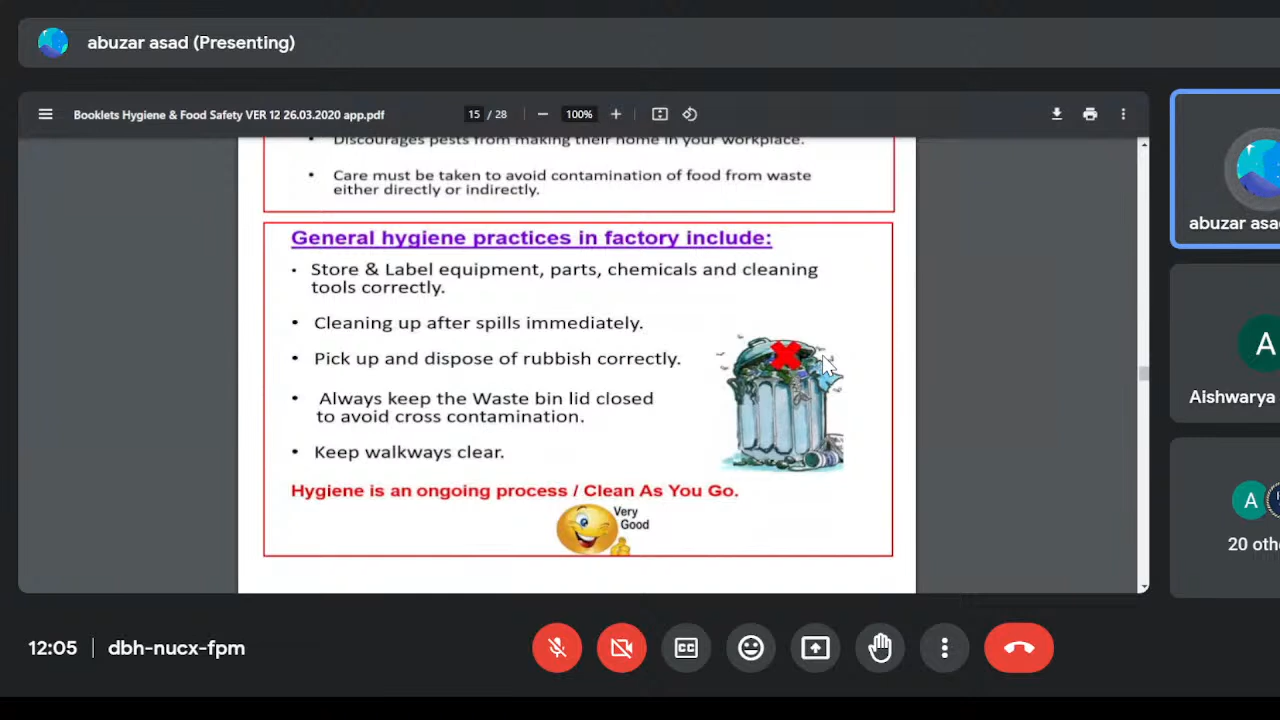 abuzar asad (Presenting)
Booklets Hygiene & Food Safety VER 12 26.03.2020 app.pdf
15 / 28
100%
• Discourages pests from making their home in your workplace.
• Care must be taken to avoid contamination of food from waste
either directly or indirectly.
General hygiene practices in factory include:
• Store & Label equipment, parts, chemicals and cleaning
tools correctly.
• Cleaning up after spills immediately.
• Pick up and dispose of rubbish correctly.
• Always keep the Waste bin lid closed
to avoid cross contamination.
• Keep walkways clear.
Hygiene is an ongoing process / Clean As You Go.
Very
Good
abuzar asa
A
Aishwarya
A
20 oth
12:05
dbh-nucx-fpm
CC